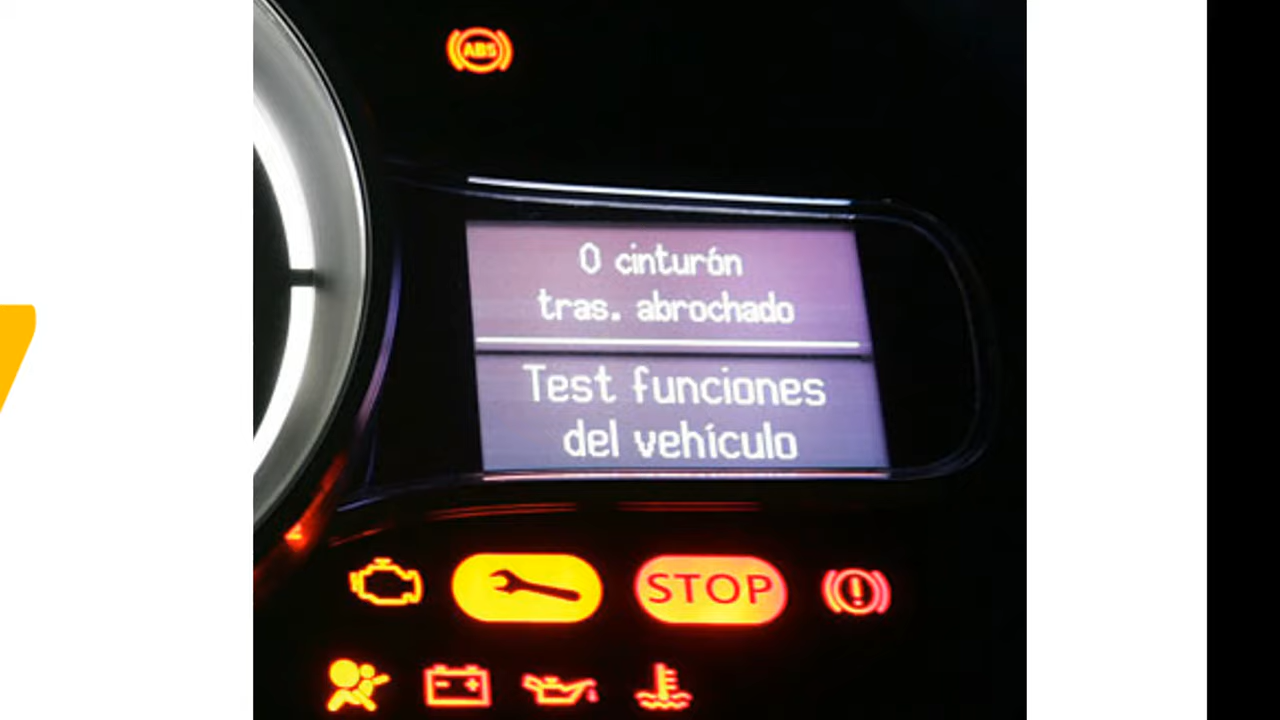 ABS
0 cinturón
tras. abrochado
Test funciones
del vehículo
STOP